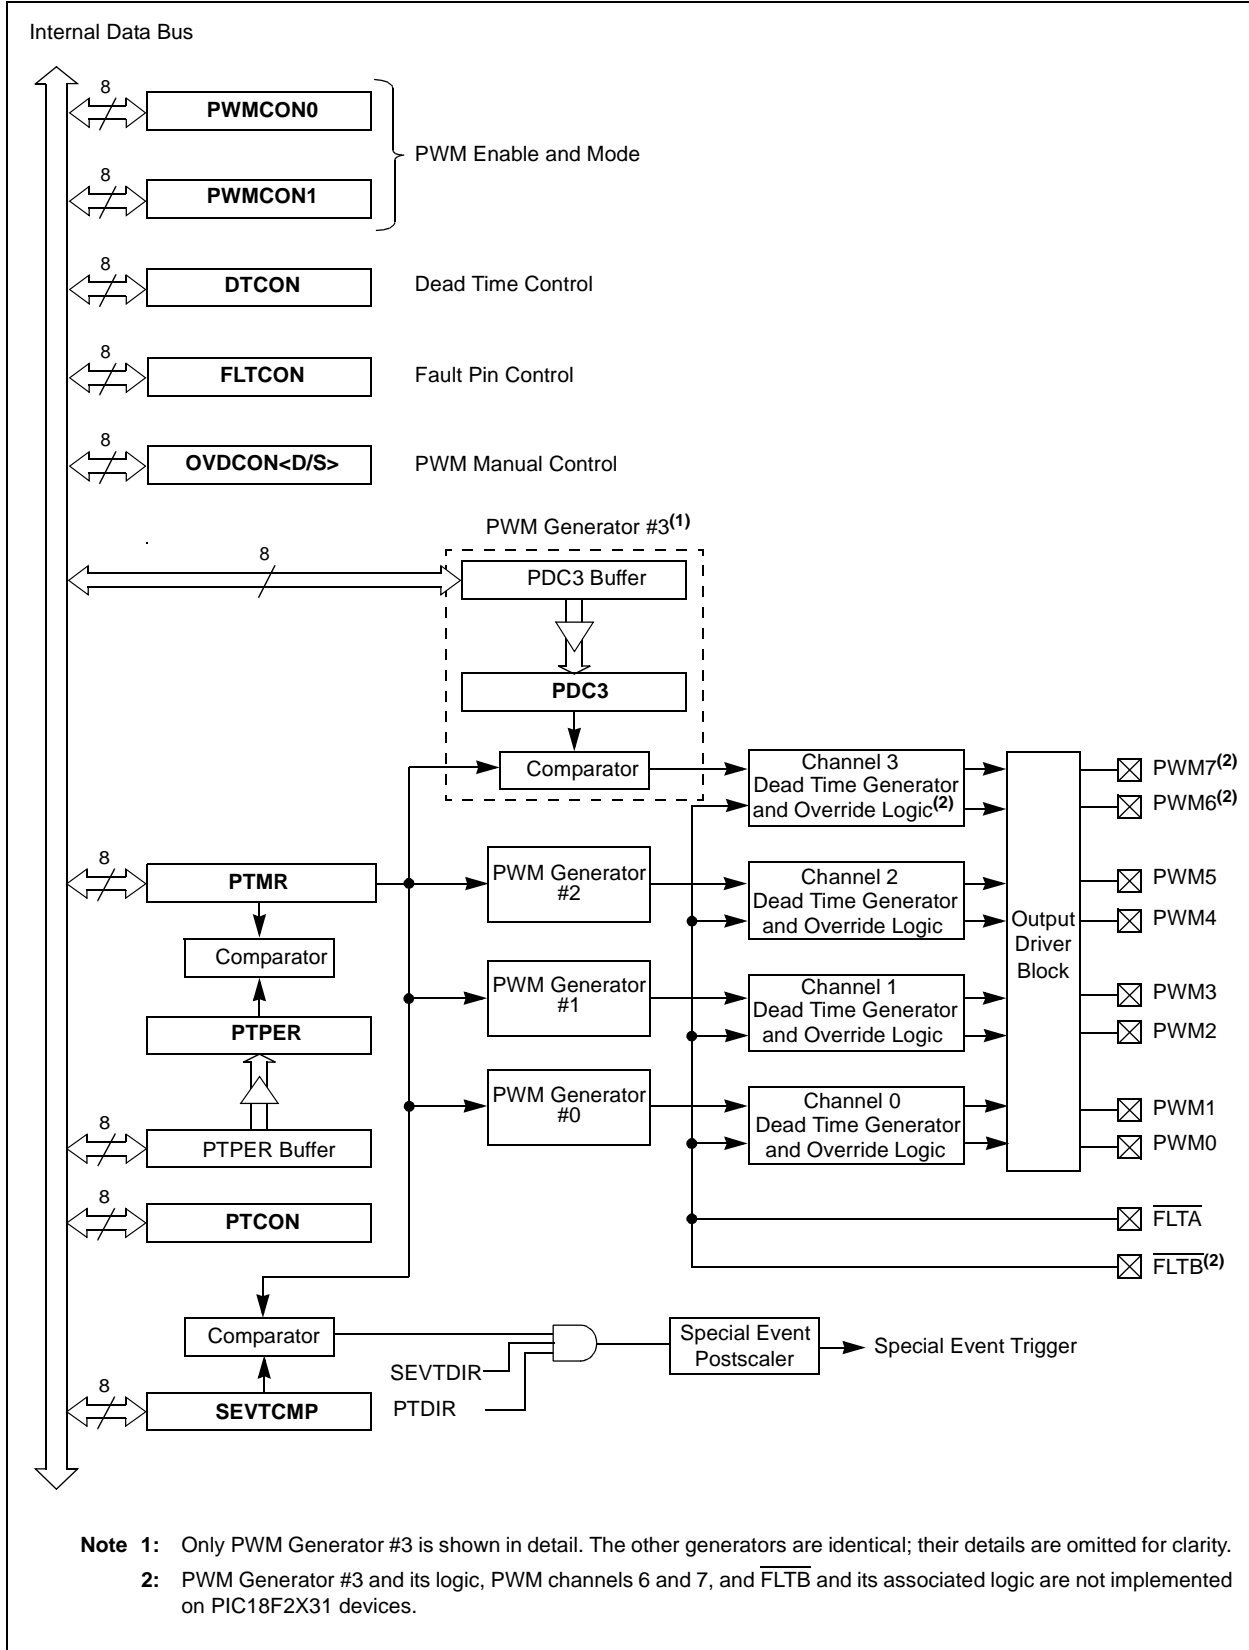 Internal Data Bus
8
PWMCON0
PWM Enable and Mode
8
PWMCON1
8
DTCON
Dead Time Control
8
FLTCON
Fault Pin Control
8
OVDCON<D/S>
PWM Manual Control
PWM Generator #3(1)
8
PDC3 Buffer
PDC3
Comparator
Channel 3
Dead Time Generator
and Override Logic(2)
PWM7(2)
PWM6(2)
8
PTMR
PWM Generator
#2
Channel 2
Dead Time Generator
and Override Logic
PWM5
PWM4
Output
Driver
Block
Comparator
PWM Generator
#1
Channel 1
Dead Time Generator
and Override Logic
PWM3
PWM2
PTPER
PWM Generator
#0
Channel 0
Dead Time Generator
and Override Logic
PWM1
PWM0
8
PTPER Buffer
8
PTCON
FLTA
FLTB(2)
Comparator
SEVTDIR
PTDIR
Special Event
Postscaler
Special Event Trigger
8
SEVTCMP
Note 1: Only PWM Generator #3 is shown in detail. The other generators are identical; their details are omitted for clarity.
2: PWM Generator #3 and its logic, PWM channels 6 and 7, and FLTB and its associated logic are not implemented
on PIC18F2X31 devices.